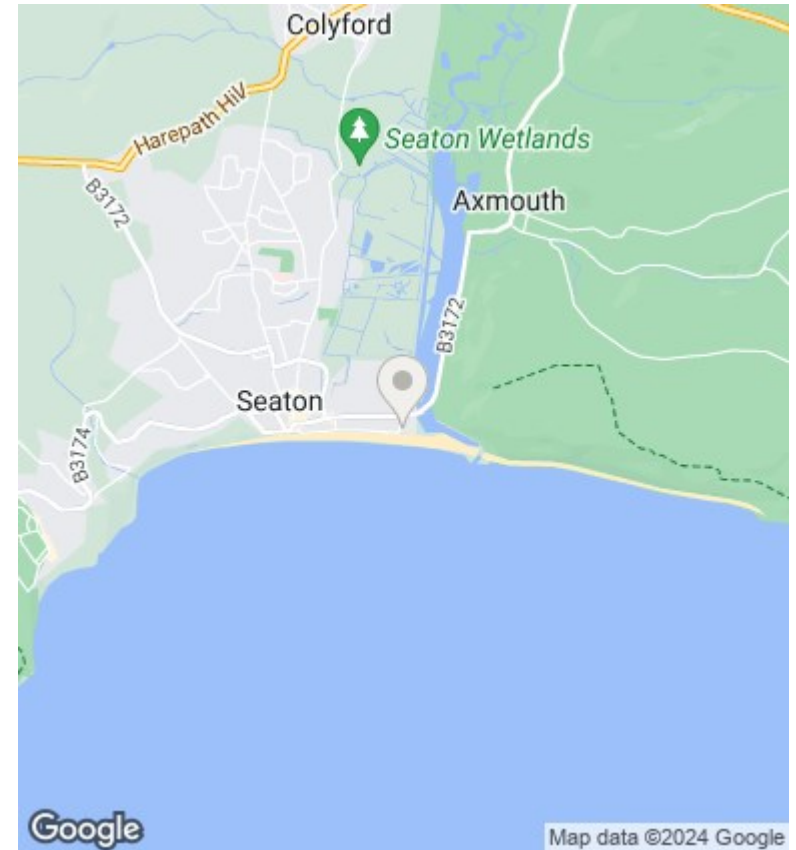 Colyford
Harepath Hill
Seaton Wetlands
B3172
Axmouth
B3172
Seaton
B3174
Google
Map data ©2024 Google